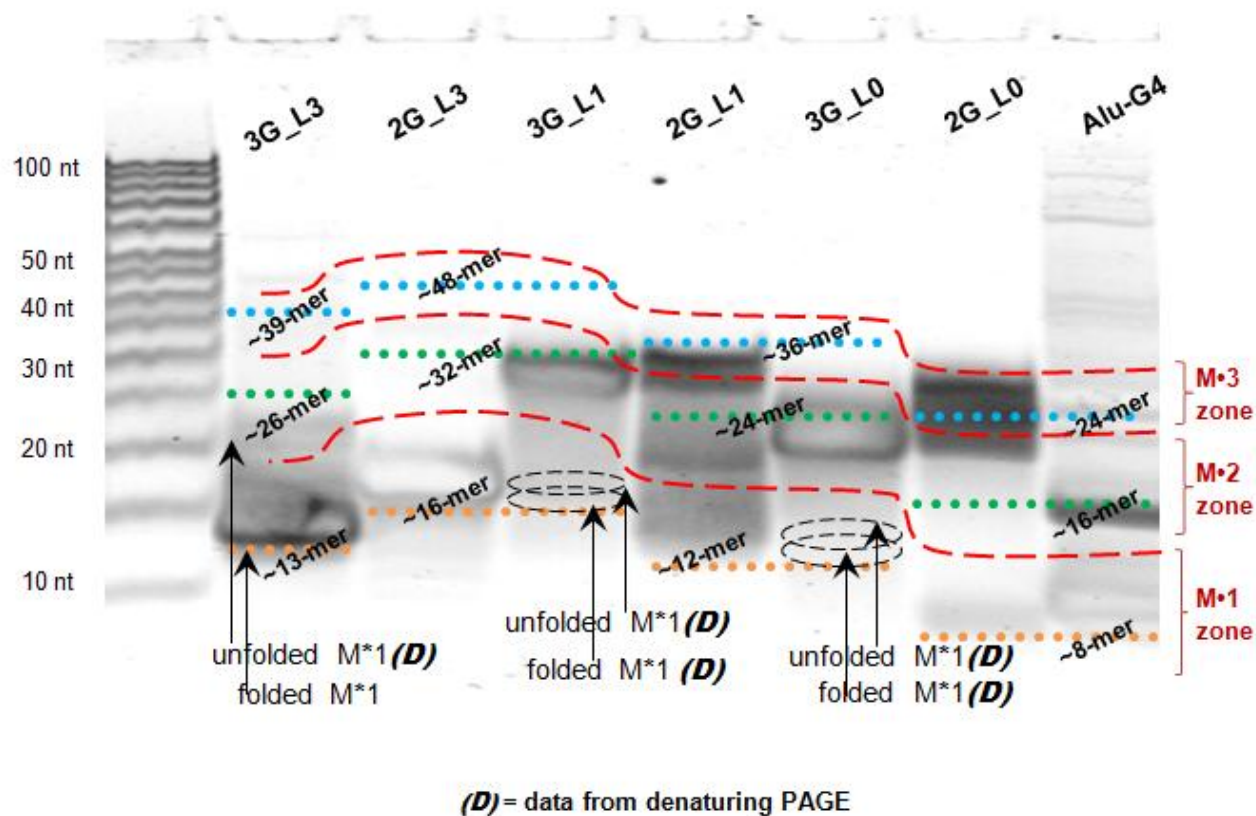 3G_L3
2G_L3
3G_L1
2G_L1
3G_L0
2G_L0
Alu-G4
100 nt
50 nt
40 nt
30 nt
20 nt
10 nt
~39-mer
~26-mer
~13-mer
~48-mer
~32-mer
~16-mer
~36-mer
~24-mer
~12-mer
~24-mer
~16-mer
~8-mer
M•3
zone
M•2
zone
M•1
zone
unfolded M*1(D)
folded M*1
unfolded M*1(D)
folded M*1 (D)
unfolded M*1(D)
folded M*1(D)
(D) = data from denaturing PAGE